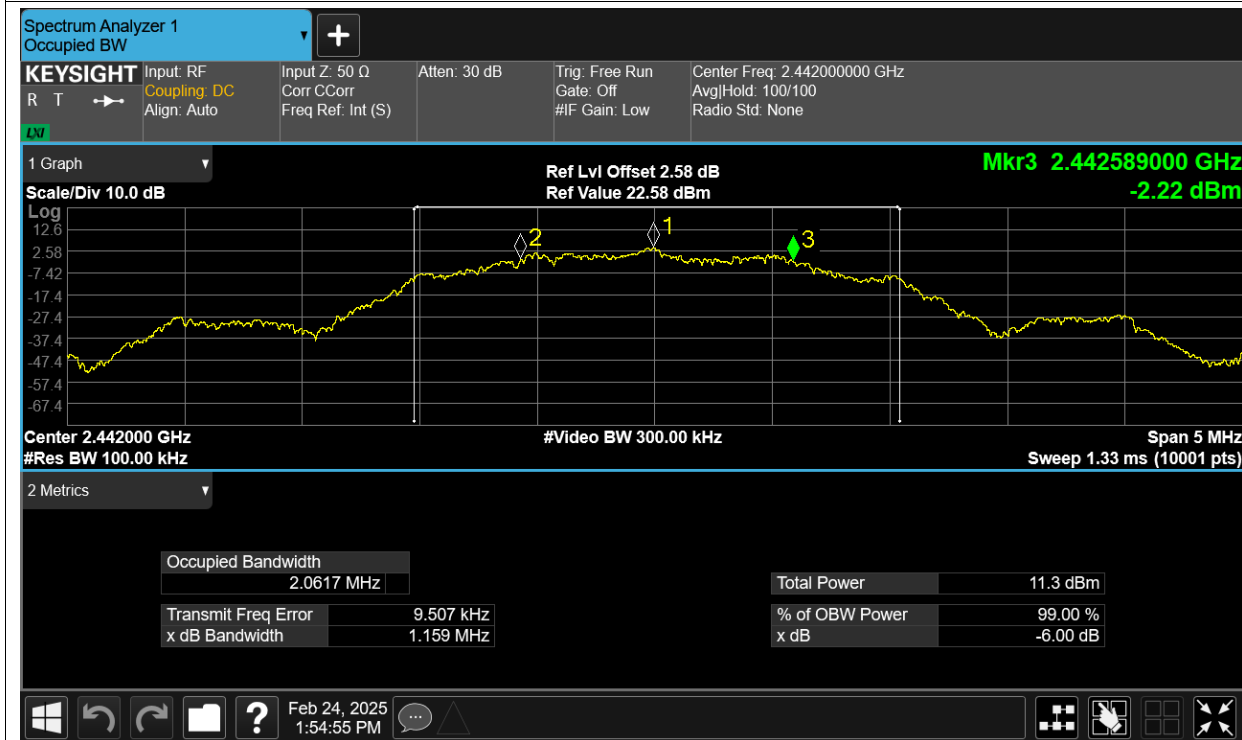 Spectrum Analyzer 1
Occupied BW
KEYSIGHT
R T
LXI
Input: RF
Coupling: DC
Align: Auto
Input Z: 50 Ω
Corr CCorr
Freq Ref: Int (S)
Atten: 30 dB
Trig: Free Run
Gate: Off
#IF Gain: Low
Center Freq: 2.442000000 GHz
Avg|Hold: 100/100
Radio Std: None
1 Graph
Scale/Div 10.0 dB
Ref Lvl Offset 2.58 dB
Ref Value 22.58 dBm
Mkr3 2.442589000 GHz
-2.22 dBm
Log
12.6
2.58
-7.42
-17.4
-27.4
-37.4
-47.4
-57.4
-67.4
2
1
3
Center 2.442000 GHz
#Res BW 100.00 kHz
#Video BW 300.00 kHz
Span 5 MHz
Sweep 1.33 ms (10001 pts)
2 Metrics
Occupied Bandwidth
2.0617 MHz
Transmit Freq Error 9.507 kHz
x dB Bandwidth 1.159 MHz
Total Power 11.3 dBm
% of OBW Power 99.00 %
x dB -6.00 dB
?
Feb 24, 2025
1:54:55 PM